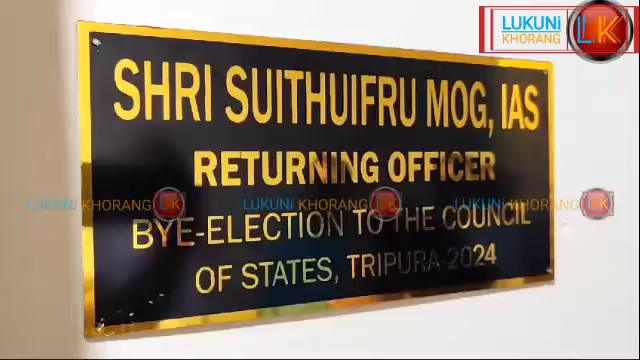 LUKUNi
KHORANG
LK
SHRI SUITHUIFRU MOG, IAS
RETURNING OFFICER
LUKUNi KHORANG LK LUKUNi KHORANG LK LUKUNi KHORANG LK
BYE-ELECTION TO THE COUNCIL
OF STATES, TRIPURA-2024